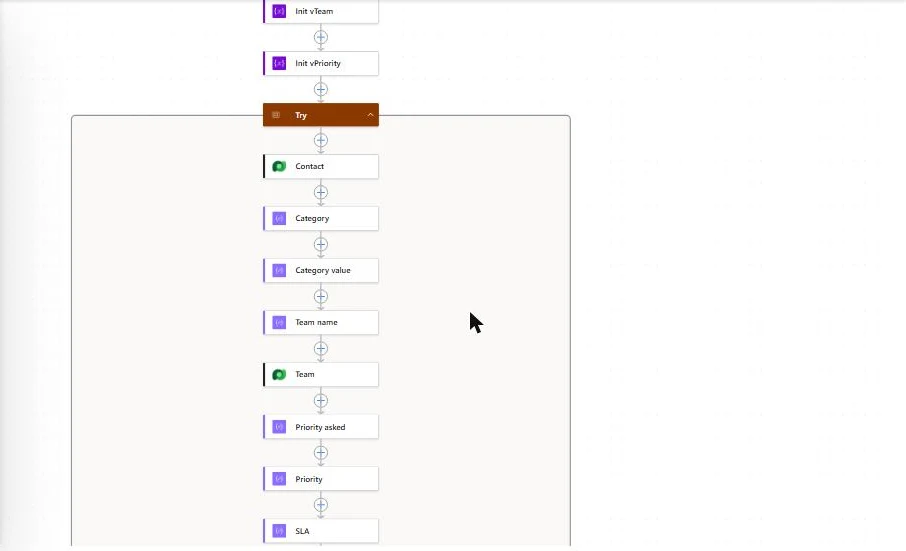 Init vTeam
Init vPriority
Try
Contact
Category
Category value
Team name
Team
Priority asked
Priority
SLA